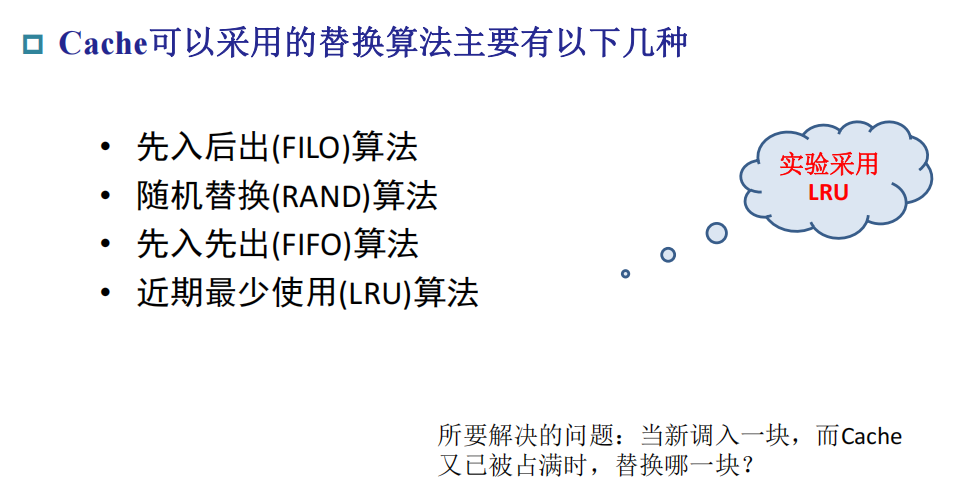 Cache可以采用的替换算法主要有以下几种
• 先入后出(FILO)算法
• 随机替换(RAND)算法
• 先入先出(FIFO)算法
• 近期最少使用(LRU)算法
实验采用
LRU
所要解决的问题：当新调入一块，而Cache
又已被占满时，替换哪一块？